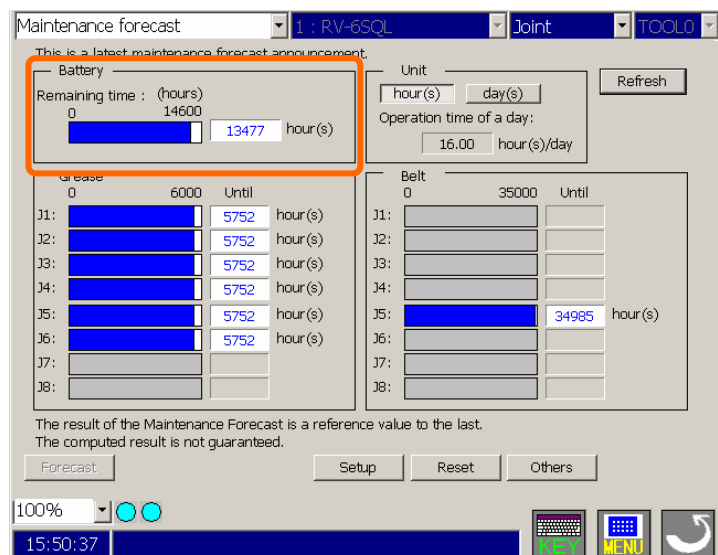 Maintenance forecast 1 : RV-6SQL Joint TOOL0
This is a latest maintenance forecast announcement.
Battery
Remaining time : (hours)
0 14600
13477 hour(s)
Unit
hour(s) day(s)
Refresh
Operation time of a day:
16.00 hour(s)/day
Grease
0 6000 Until
J1: 5752 hour(s)
J2: 5752 hour(s)
J3: 5752 hour(s)
J4: 5752 hour(s)
J5: 5752 hour(s)
J6: 5752 hour(s)
J7:
J8:
Belt
0 35000 Until
J1:
J2:
J3:
J4:
J5: 34985 hour(s)
J6:
J7:
J8:
The result of the Maintenance Forecast is a reference value to the last.
The computed result is not guaranteed.
Forecast Setup Reset Others
100%
15:50:37
KEY MENU